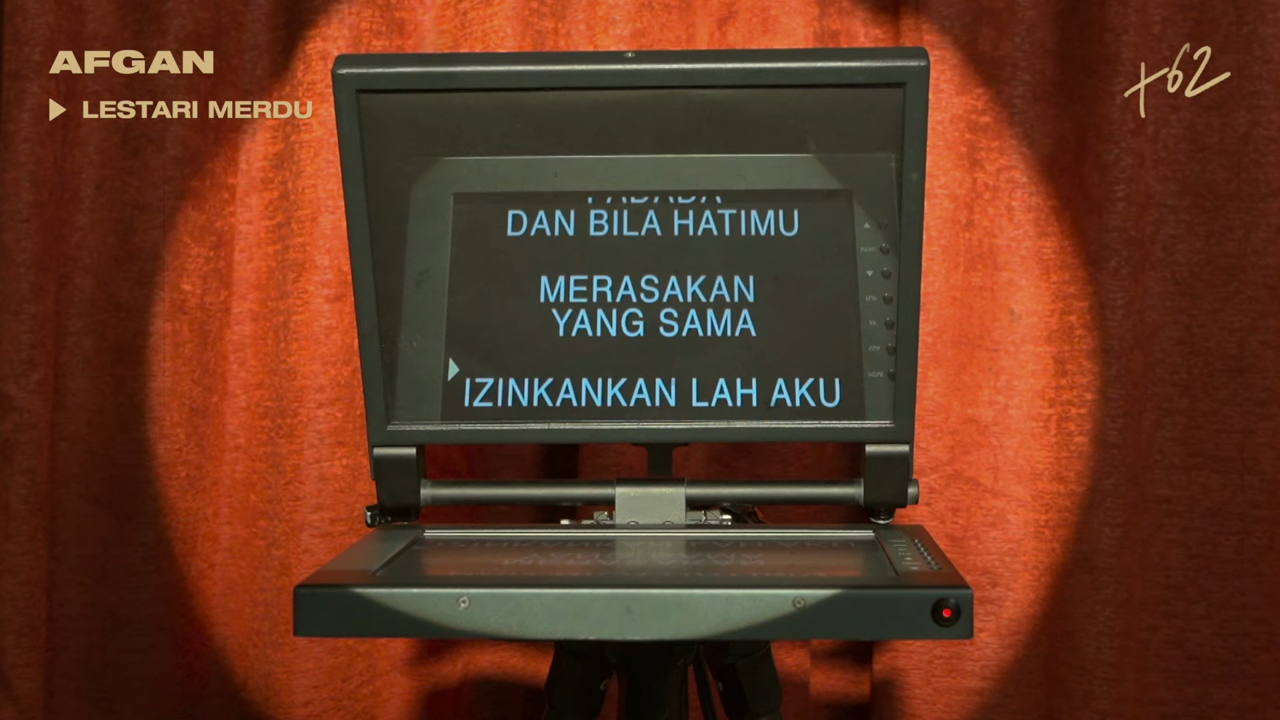 AFGAN
LESTARI MERDU
+62
DAN BILA HATIMU
MERASAKAN
YANG SAMA
IZINKANKAN LAH AKU